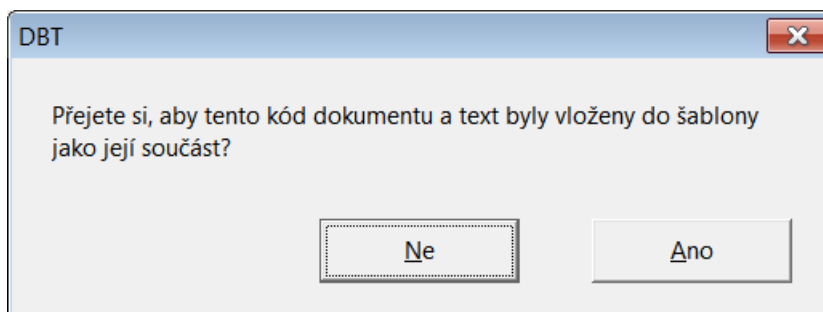 DBT
Přejete si, aby tento kód dokumentu a text byly vloženy do šablony
jako její součást?
Ne
Ano